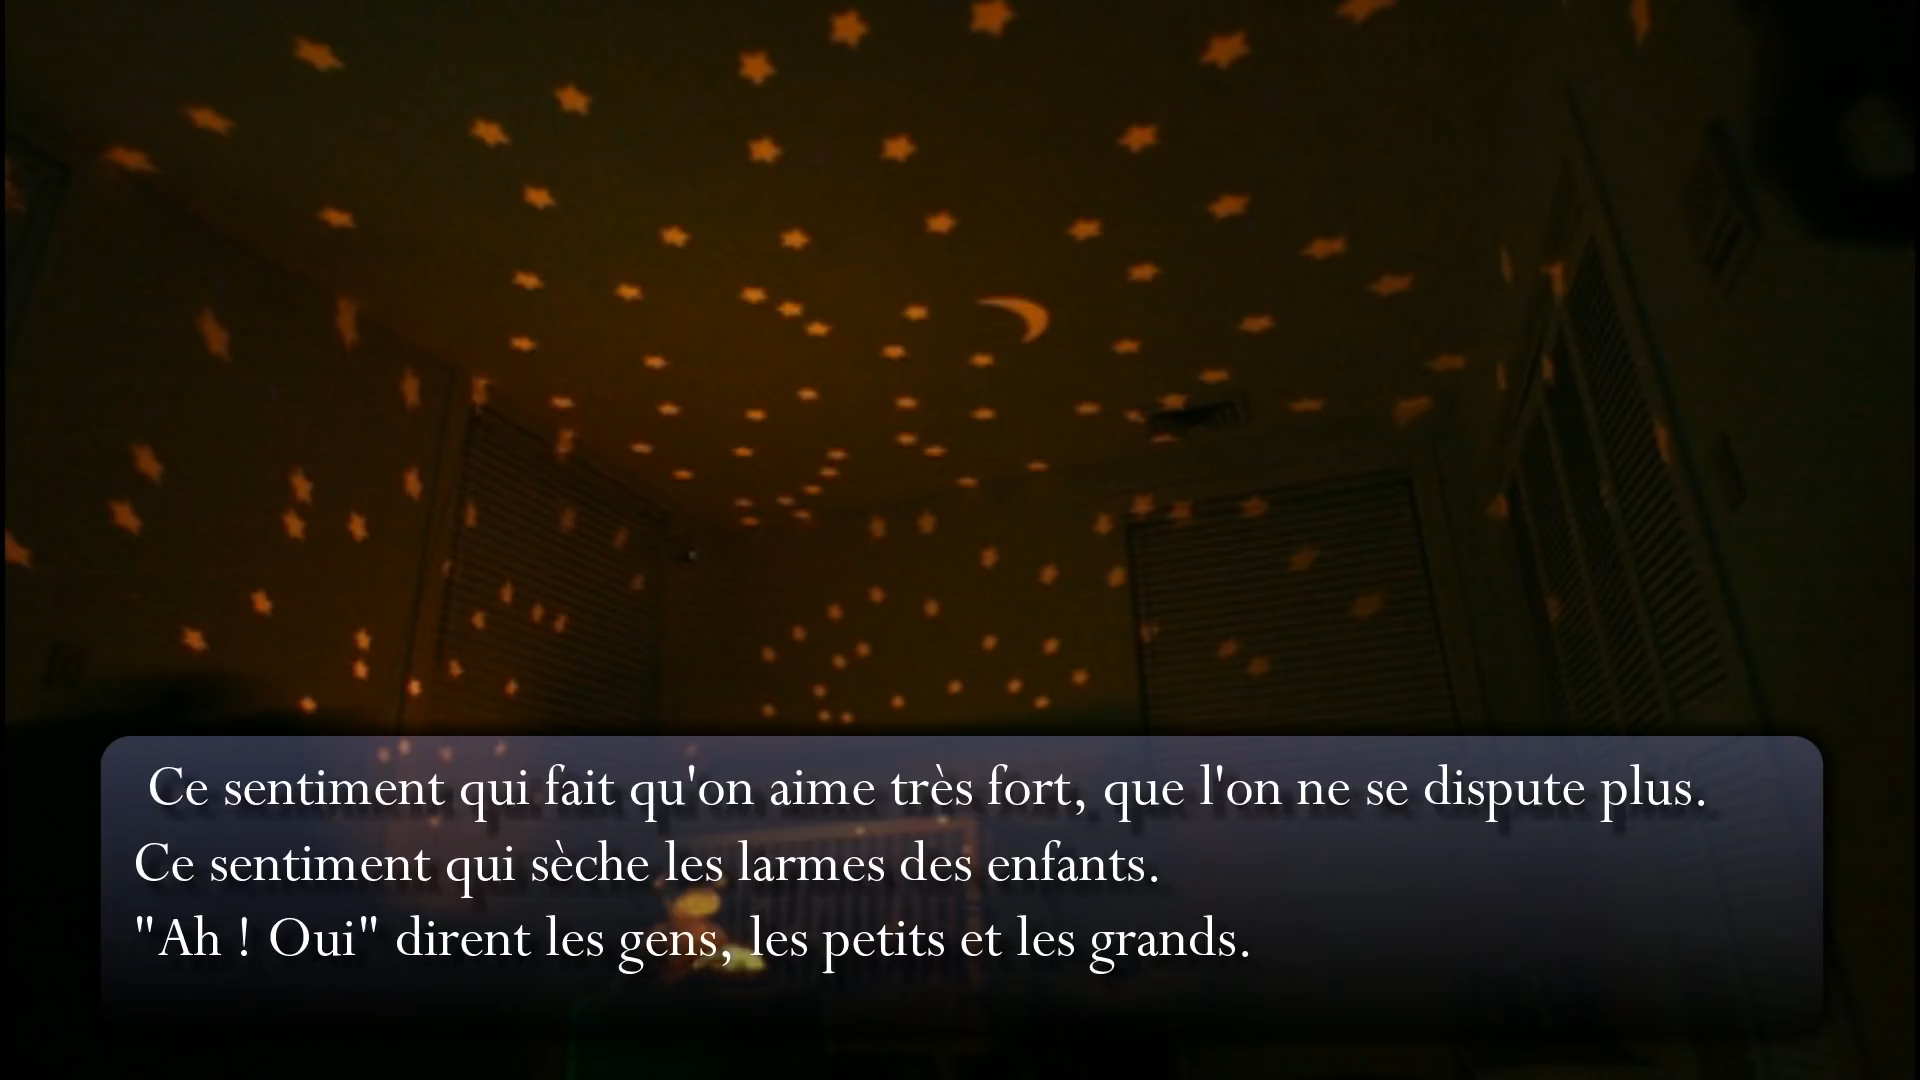 Ce sentiment qui fait qu'on aime très fort, que l'on ne se dispute plus.
Ce sentiment qui sèche les larmes des enfants.
"Ah ! Oui" dirent les gens, les petits et les grands.